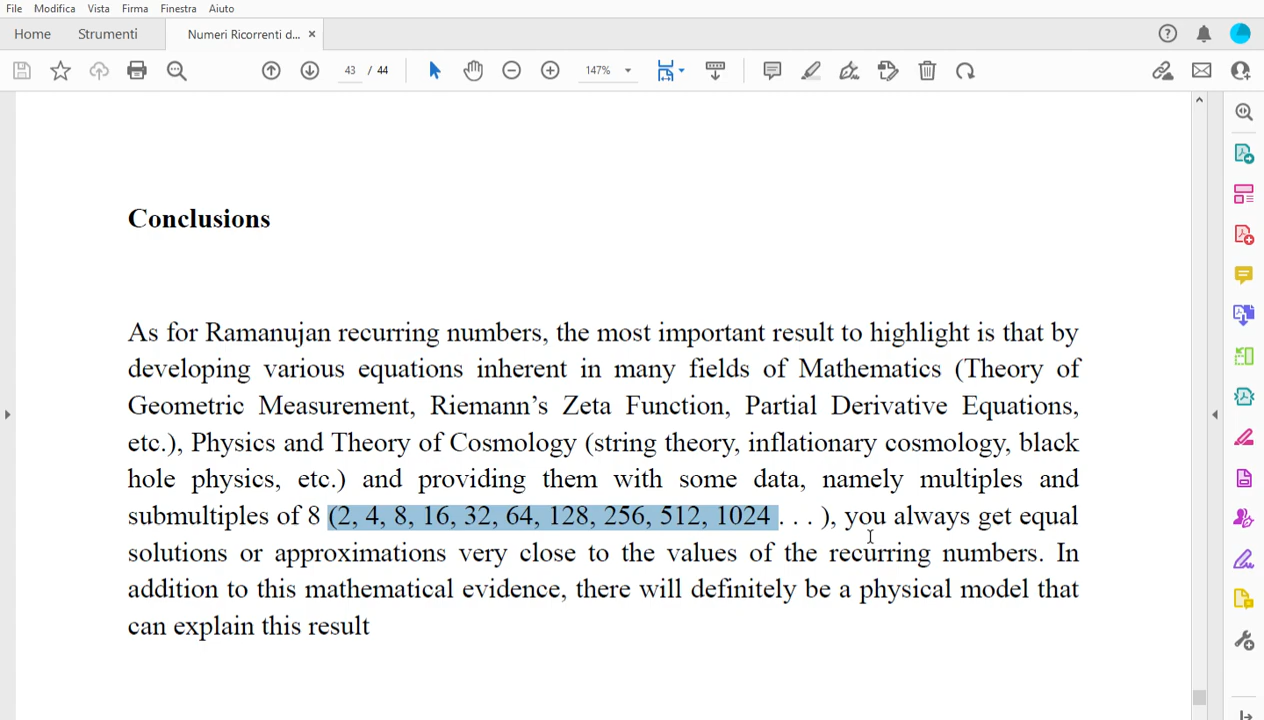 File Modifica Vista Firma Finestra Aiuto
Home Strumenti Numeri Ricorrenti d... ×
43 / 44 147%
Conclusions
As for Ramanujan recurring numbers, the most important result to highlight is that by
developing various equations inherent in many fields of Mathematics (Theory of
Geometric Measurement, Riemann’s Zeta Function, Partial Derivative Equations,
etc.), Physics and Theory of Cosmology (string theory, inflationary cosmology, black
hole physics, etc.) and providing them with some data, namely multiples and
submultiples of 8 (2, 4, 8, 16, 32, 64, 128, 256, 512, 1024 . . . ), you always get equal
solutions or approximations very close to the values of the recurring numbers. In
addition to this mathematical evidence, there will definitely be a physical model that
can explain this result